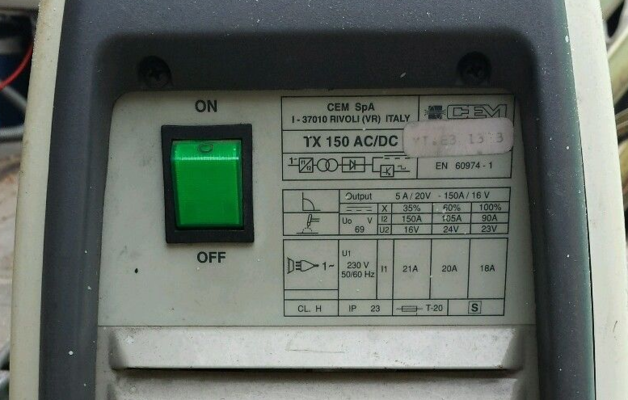 ON
OFF
CEM SpA
I - 37010 RIVOLI (VR) ITALY
CEM
TX 150 AC/DC
EN 60974 - 1
Output 5 A / 20V - 150A / 16 V
X 35% 60% 100%
Uo V I2 150A 105A 90A
69 U2 16V 24V 23V
1~ U1 230 V 50/60 Hz I1 21A 20A 18A
CL. H IP 23 T-20 S